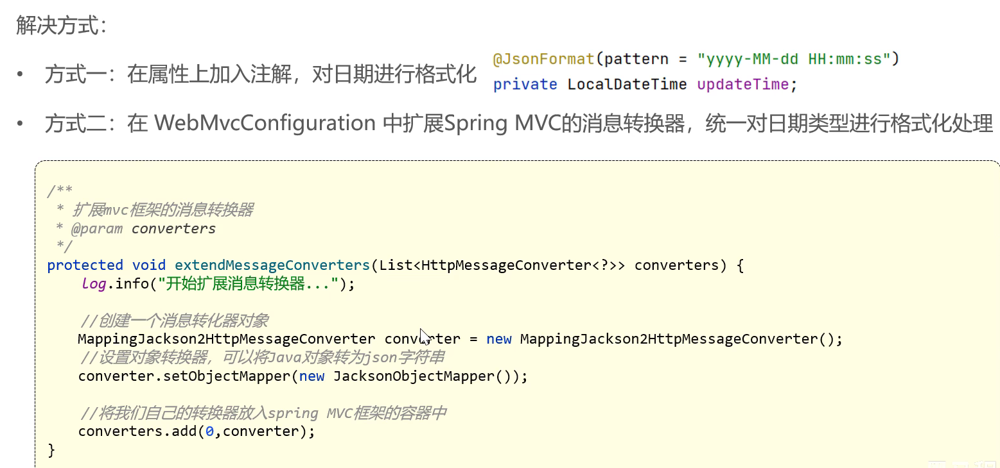 解决方式：
• 方式一：在属性上加入注解，对日期进行格式化
@JsonFormat(pattern = "yyyy-MM-dd HH:mm:ss")
private LocalDateTime updateTime;
• 方式二：在 WebMvcConfiguration 中扩展Spring MVC的消息转换器，统一对日期类型进行格式化处理
/**
 * 扩展mvc框架的消息转换器
 * @param converters
 */
protected void extendMessageConverters(List<HttpMessageConverter<?>> converters) {
    log.info("开始扩展消息转换器...");
    //创建一个消息转化器对象
    MappingJackson2HttpMessageConverter converter = new MappingJackson2HttpMessageConverter();
    //设置对象转换器，可以将Java对象转为json字符串
    converter.setObjectMapper(new JacksonObjectMapper());
    //将我们自己的转换器放入spring MVC框架的容器中
    converters.add(0,converter);
}